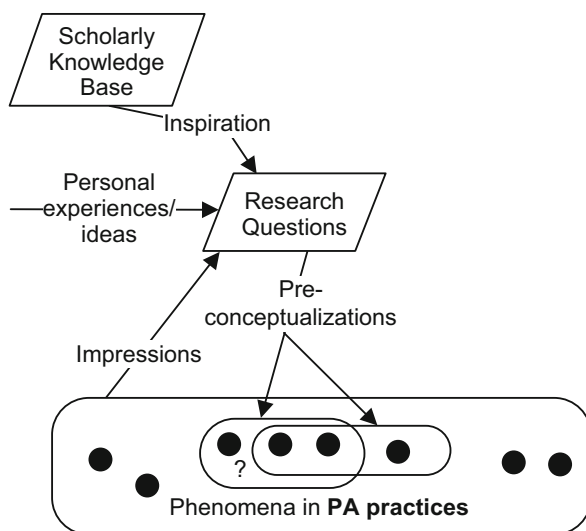 Scholarly
Knowledge
Base
Inspiration
Personal
experiences/
ideas
Research
Questions
Pre-
conceptualizations
Impressions
?
Phenomena in PA practices